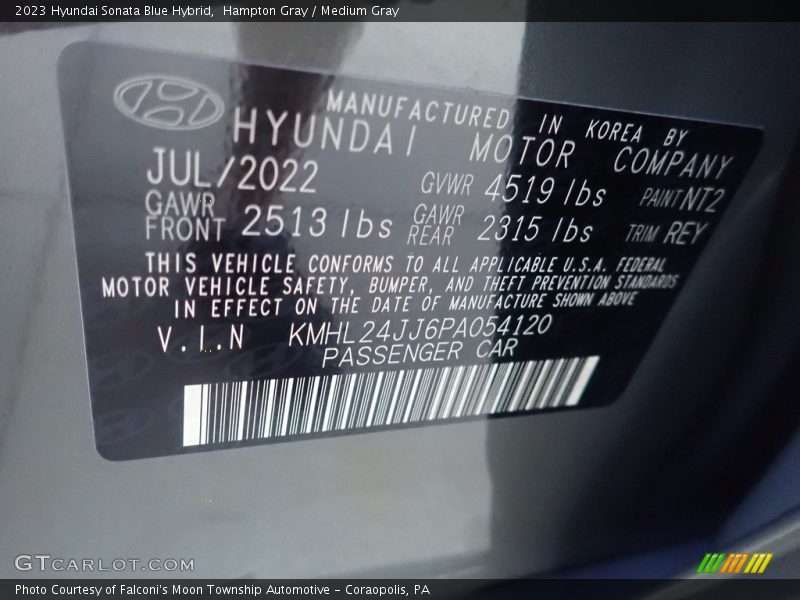 2023 Hyundai Sonata Blue Hybrid,  Hampton Gray / Medium Gray
MANUFACTURED IN KOREA BY
HYUNDAI MOTOR COMPANY
JUL/2022 GVWR 4519 lbs PAINT NT2
GAWR FRONT 2513 lbs GAWR REAR 2315 lbs TRIM REY
THIS VEHICLE CONFORMS TO ALL APPLICABLE U.S.A. FEDERAL
MOTOR VEHICLE SAFETY, BUMPER, AND THEFT PREVENTION STANDARDS
IN EFFECT ON THE DATE OF MANUFACTURE SHOWN ABOVE
V.I.N KMHL24JJ6PA054120
PASSENGER CAR
GTCARLOT.COM
Photo Courtesy of Falconi's Moon Township Automotive – Coraopolis, PA